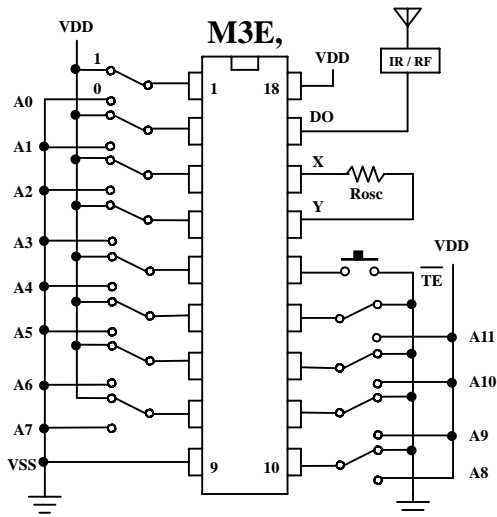 VDD
M3E,
VDD
IR / RF
1
0
1
18
A0
DO
A1
X
A2
Rosc
Y
A3
TE
VDD
A4
A5
A11
A6
A10
A7
A9
VSS
9
10
A8